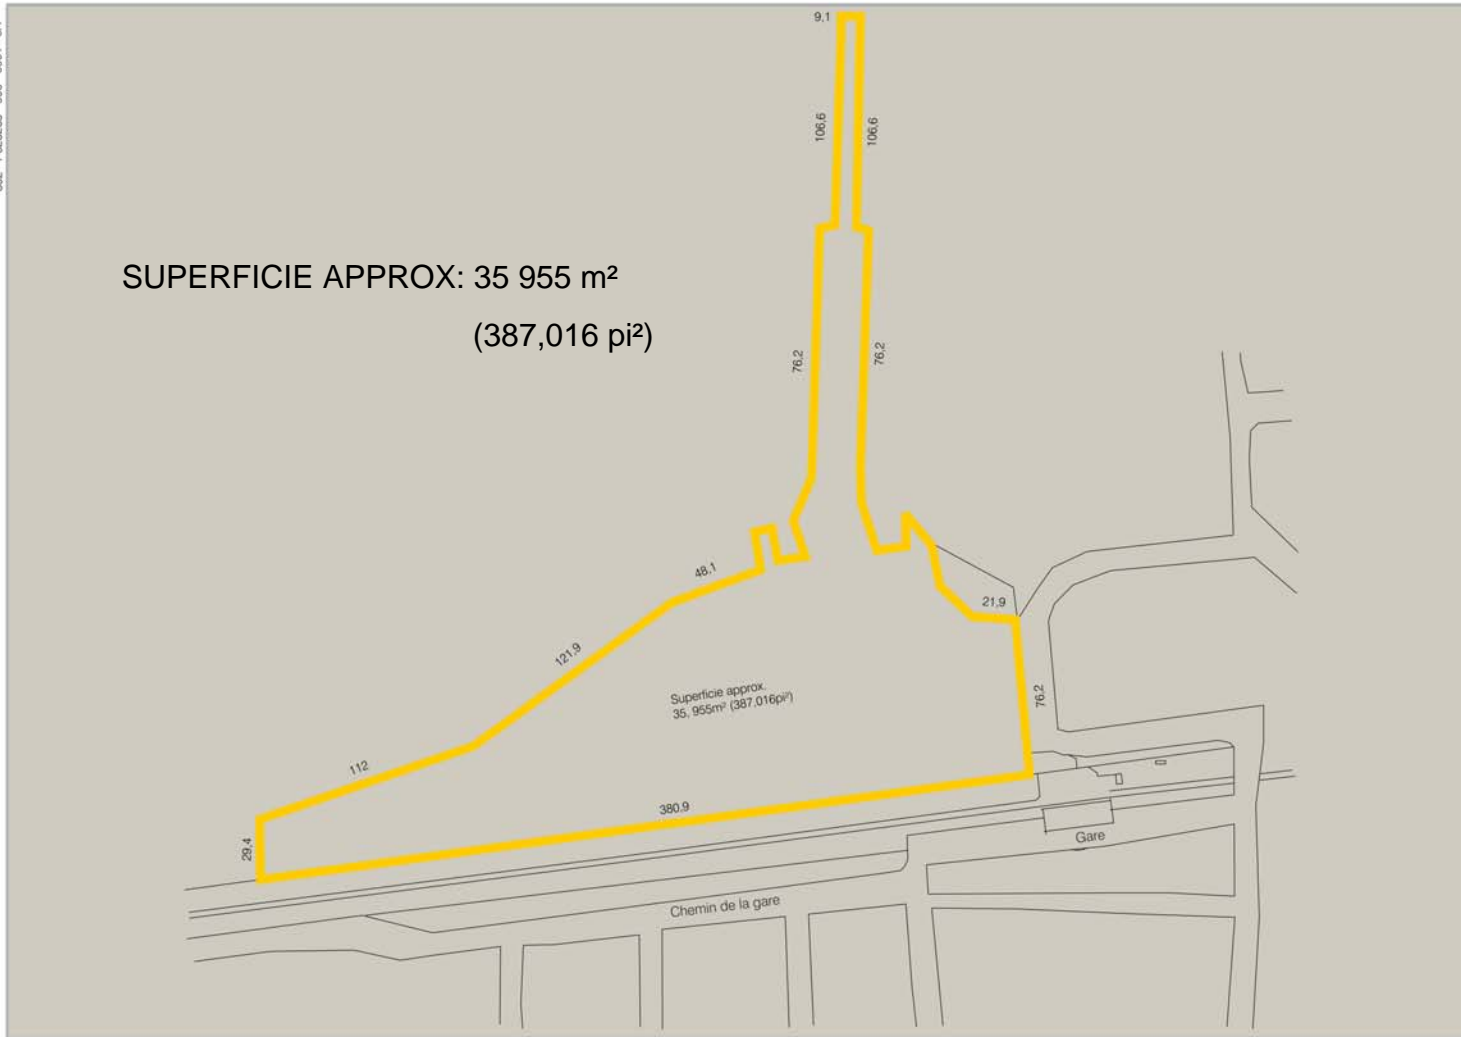 9,1
106,6
106,6
SUPERFICIE APPROX: 35 955 m²
(387,016 pi²)
76,2
76,2
48,1
21,9
121,9
Superficie approx.
35, 955m² (387,016pi²)
76,2
112
380,9
29,4
Gare
Chemin de la gare